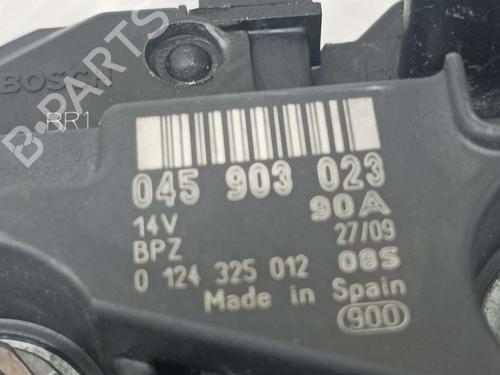 BOSCH
BR1
B-PARTS
045 903 023
14V 90A
BPZ 27/09
0 124 325 012 08S
Made in Spain
900